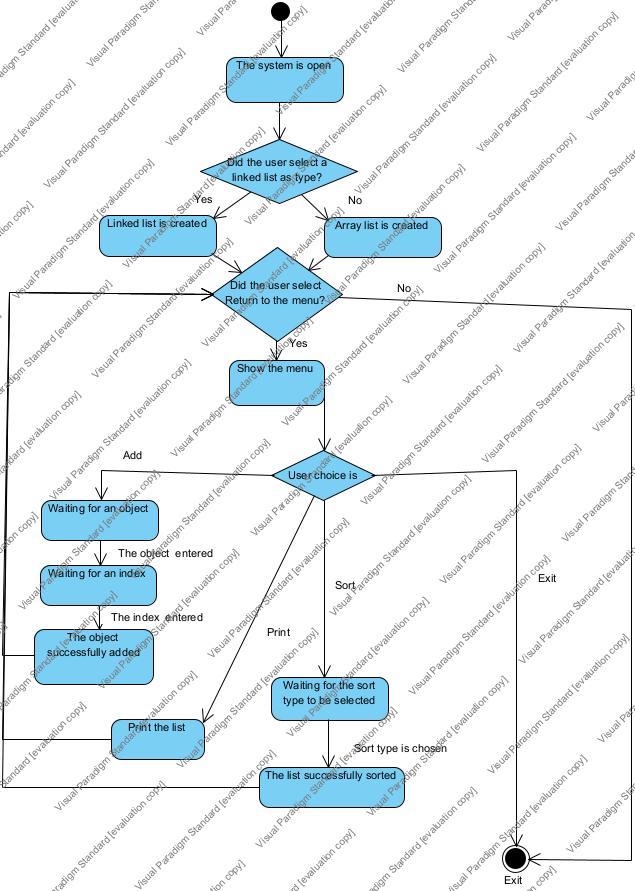 The system is open
Did the user select a
linked list as type?
Yes
No
Linked list is created
Array list is created
Did the user select
Return to the menu?
No
Yes
Show the menu
User choice is
Add
Waiting for an object
The object entered
Waiting for an index
The index entered
The object
successfully added
Sort
Exit
Print
Waiting for the sort
type to be selected
Print the list
Sort type is chosen
The list successfully sorted
Exit
Visual Paradigm Standard [evaluation copy]